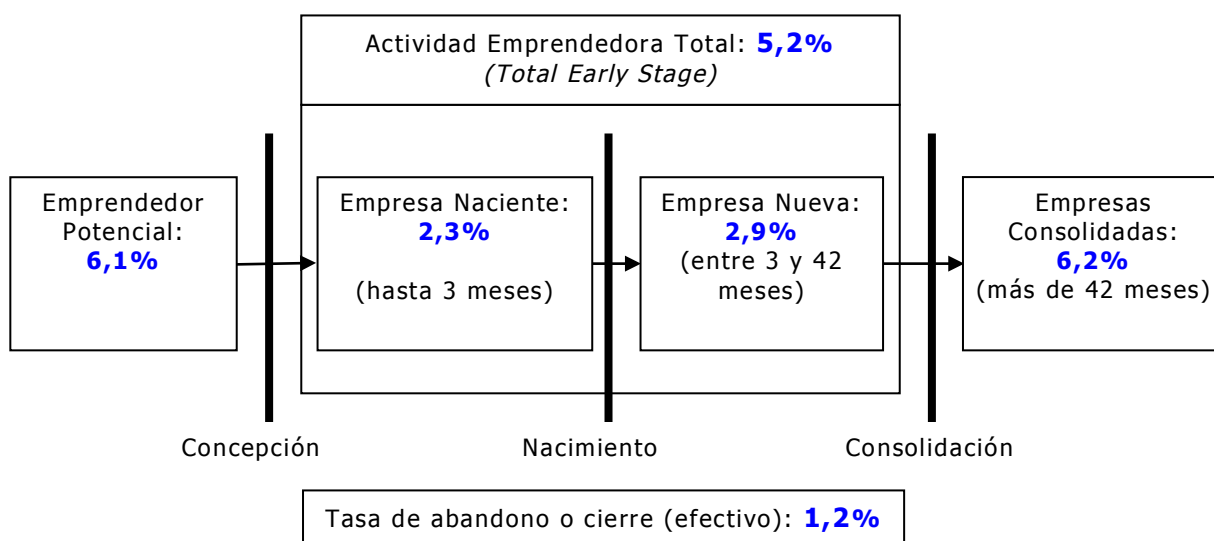 Actividad Emprendedora Total: 5,2%
(Total Early Stage)
Emprendedor
Potencial:
6,1%
Empresa Naciente:
2,3%
(hasta 3 meses)
Empresa Nueva:
2,9%
(entre 3 y 42
meses)
Empresas
Consolidadas:
6,2%
(más de 42 meses)
Concepción
Nacimiento
Consolidación
Tasa de abandono o cierre (efectivo): 1,2%